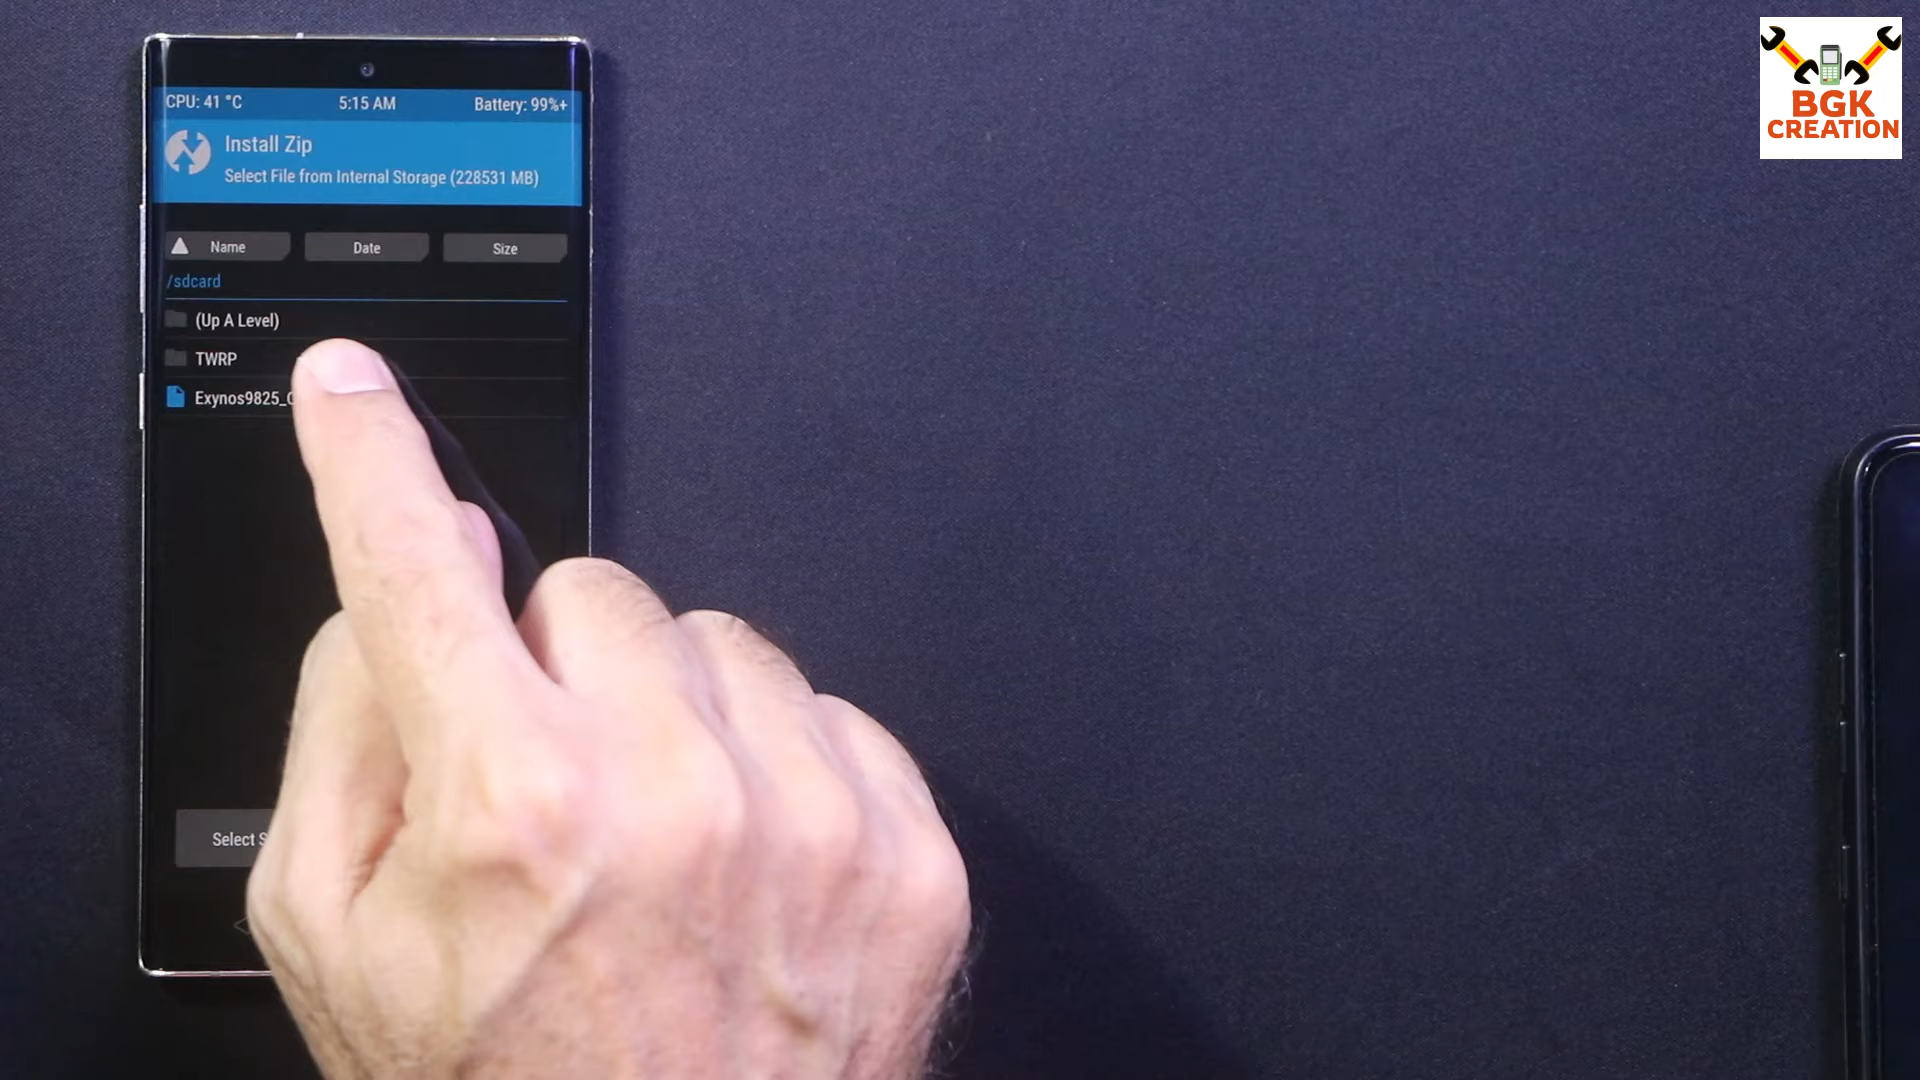 CPU: 41 °C 5:15 AM Battery: 99%+
Install Zip
Select File from Internal Storage (228531 MB)
Name Date Size
/sdcard
(Up A Level)
TWRP
Exynos9825_
Select
BGK
CREATION